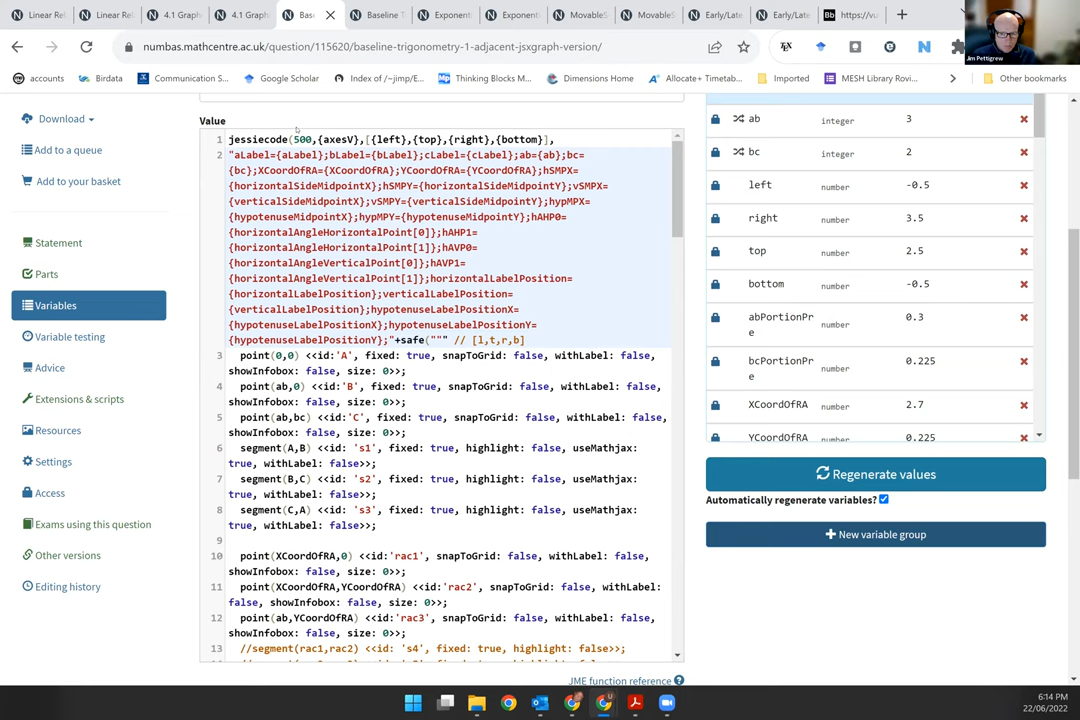 Linear Rel
Linear Rel
4.1 Graph
4.1 Graph
Bas
Baseline T
Exponenti
Exponenti
MovableS
MovableS
Early/Late
Early/Late
https://vu
numbas.mathcentre.ac.uk/question/115620/baseline-trigonometry-1-adjacent-jsxgraph-version/
Jim Pettigrew
accounts
Birdata
Communication S...
Google Scholar
Index of /~jimp/E...
Thinking Blocks M...
Dimensions Home
Allocate+ Timetab...
Imported
MESH Library Rovi...
Other bookmarks
Download
Add to a queue
Add to your basket
Statement
Parts
Variables
Variable testing
Advice
Extensions & scripts
Resources
Settings
Access
Exams using this question
Other versions
Editing history
Value
1 jessiecode(500,{axesV},[{left},{top},{right},{bottom}],
2 "aLabel={aLabel};bLabel={bLabel};cLabel={cLabel};ab={ab};bc=
{bc};XCoordOfRA={XCoordOfRA};YCoordOfRA={YCoordOfRA};hSMPX=
{horizontalSideMidpointX};hSMPY={horizontalSideMidpointY};vSMPX=
{verticalSideMidpointX};vSMPY={verticalSideMidpointY};hypMPX=
{hypotenuseMidpointX};hypMPY={hypotenuseMidpointY};hAHP0=
{horizontalAngleHorizontalPoint[0]};hAHP1=
{horizontalAngleHorizontalPoint[1]};hAVP0=
{horizontalAngleVerticalPoint[0]};hAVP1=
{horizontalAngleVerticalPoint[1]};horizontalLabelPosition=
{horizontalLabelPosition};verticalLabelPosition=
{verticalLabelPosition};hypotenuseLabelPositionX=
{hypotenuseLabelPositionX};hypotenuseLabelPositionY=
{hypotenuseLabelPositionY};"+safe(""" // [l,t,r,b]
3 point(0,0) <<id:'A', fixed: true, snapToGrid: false, withLabel: false,
showInfobox: false, size: 0>>;
4 point(ab,0) <<id:'B', fixed: true, snapToGrid: false, withLabel: false,
showInfobox: false, size: 0>>;
5 point(ab,bc) <<id:'C', fixed: true, snapToGrid: false, withLabel: false,
showInfobox: false, size: 0>>;
6 segment(A,B) <<id: 's1', fixed: true, highlight: false, useMathjax:
true, withLabel: false>>;
7 segment(B,C) <<id: 's2', fixed: true, highlight: false, useMathjax:
true, withLabel: false>>;
8 segment(C,A) <<id: 's3', fixed: true, highlight: false, useMathjax:
true, withLabel: false>>;
9
10 point(XCoordOfRA,0) <<id:'rac1', snapToGrid: false, withLabel: false,
showInfobox: false, size: 0>>;
11 point(XCoordOfRA,YCoordOfRA) <<id:'rac2', snapToGrid: false, withLabel:
false, showInfobox: false, size: 0>>;
12 point(ab,YCoordOfRA) <<id:'rac3', snapToGrid: false, withLabel: false,
showInfobox: false, size: 0>>;
13 //segment(rac1,rac2) <<id: 's4', fixed: true, highlight: false>>;
JME function reference
ab integer 3
bc integer 2
left number -0.5
right number 3.5
top number 2.5
bottom number -0.5
abPortionPr
e number 0.3
bcPortionPr
e number 0.225
XCoordOfRA number 2.7
YCoordOfRA number 0.225
Regenerate values
Automatically regenerate variables?
New variable group
6:14 PM
22/06/2022